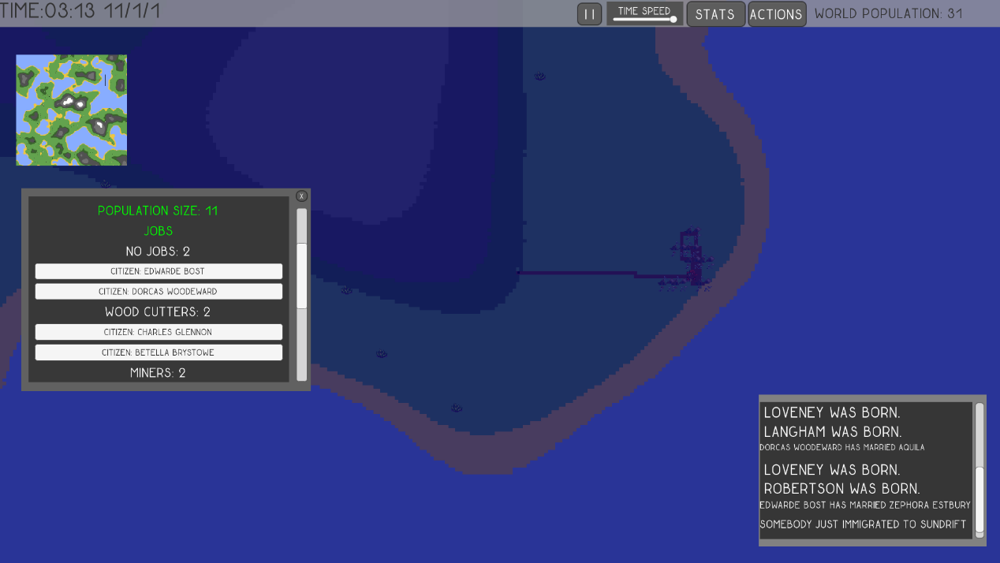 TIME:03:13 11/1/1
II
TIME SPEED
STATS
ACTIONS
WORLD POPULATION: 31
X
POPULATION SIZE: 11
JOBS
NO JOBS: 2
CITIZEN: EDWARDE BOST
CITIZEN: DORCAS WOODEWARD
WOOD CUTTERS: 2
CITIZEN: CHARLES GLENNON
CITIZEN: BETELLA BRYSTOWE
MINERS: 2
LOVENEY WAS BORN.
LANGHAM WAS BORN.
DORCAS WOODEWARD HAS MARRIED AQUILA
LOVENEY WAS BORN.
ROBERTSON WAS BORN.
EDWARDE BOST HAS MARRIED ZEPHORA ESTBURY
SOMEBODY JUST IMMIGRATED TO SUNDRIFT